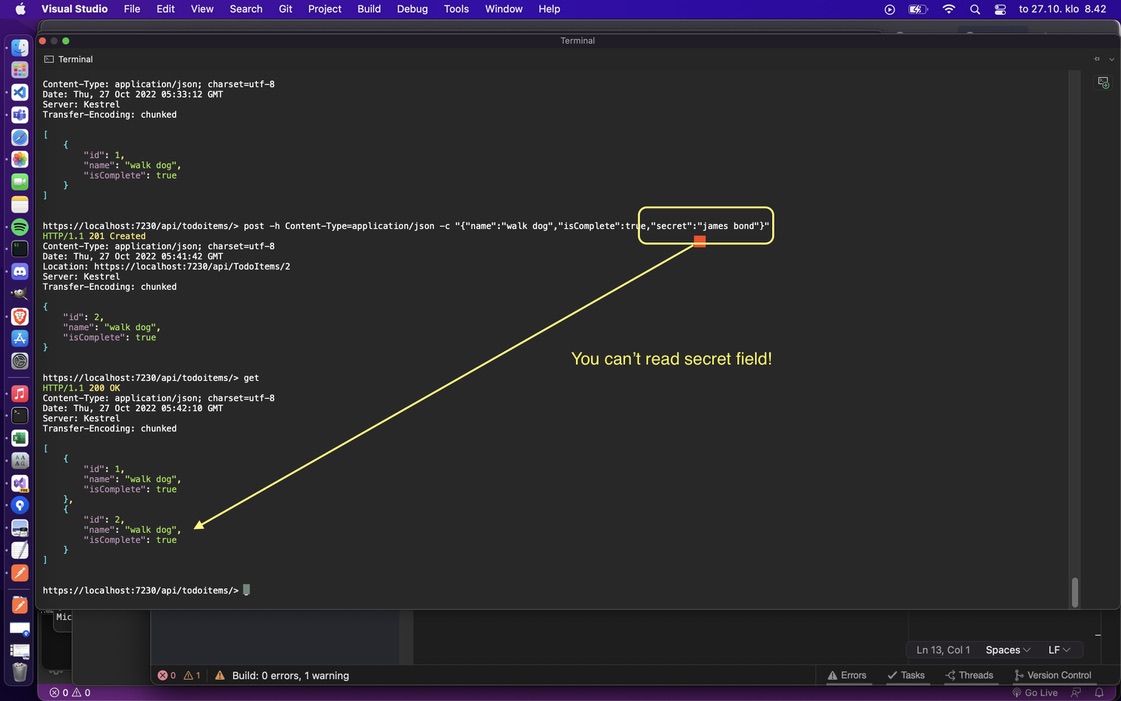 Visual Studio File Edit View Search Git Project Build Debug Tools Window Help to 27.10. klo 8.42
Terminal
Terminal
Content-Type: application/json; charset=utf-8
Date: Thu, 27 Oct 2022 05:33:12 GMT
Server: Kestrel
Transfer-Encoding: chunked
[
{
"id": 1,
"name": "walk dog",
"isComplete": true
}
]
https://localhost:7230/api/todoitems/> post -h Content-Type=application/json -c "{"name":"walk dog","isComplete":true,"secret":"james bond"}"
HTTP/1.1 201 Created
Content-Type: application/json; charset=utf-8
Date: Thu, 27 Oct 2022 05:41:42 GMT
Location: https://localhost:7230/api/TodoItems/2
Server: Kestrel
Transfer-Encoding: chunked
{
"id": 2,
"name": "walk dog",
"isComplete": true
}
You can't read secret field!
https://localhost:7230/api/todoitems/> get
HTTP/1.1 200 OK
Content-Type: application/json; charset=utf-8
Date: Thu, 27 Oct 2022 05:42:10 GMT
Server: Kestrel
Transfer-Encoding: chunked
[
{
"id": 1,
"name": "walk dog",
"isComplete": true
},
{
"id": 2,
"name": "walk dog",
"isComplete": true
}
]
https://localhost:7230/api/todoitems/>
Mic
Ln 13, Col 1 Spaces LF
0 1 Build: 0 errors, 1 warning Errors Tasks Threads Version Control
0 0 Go Live